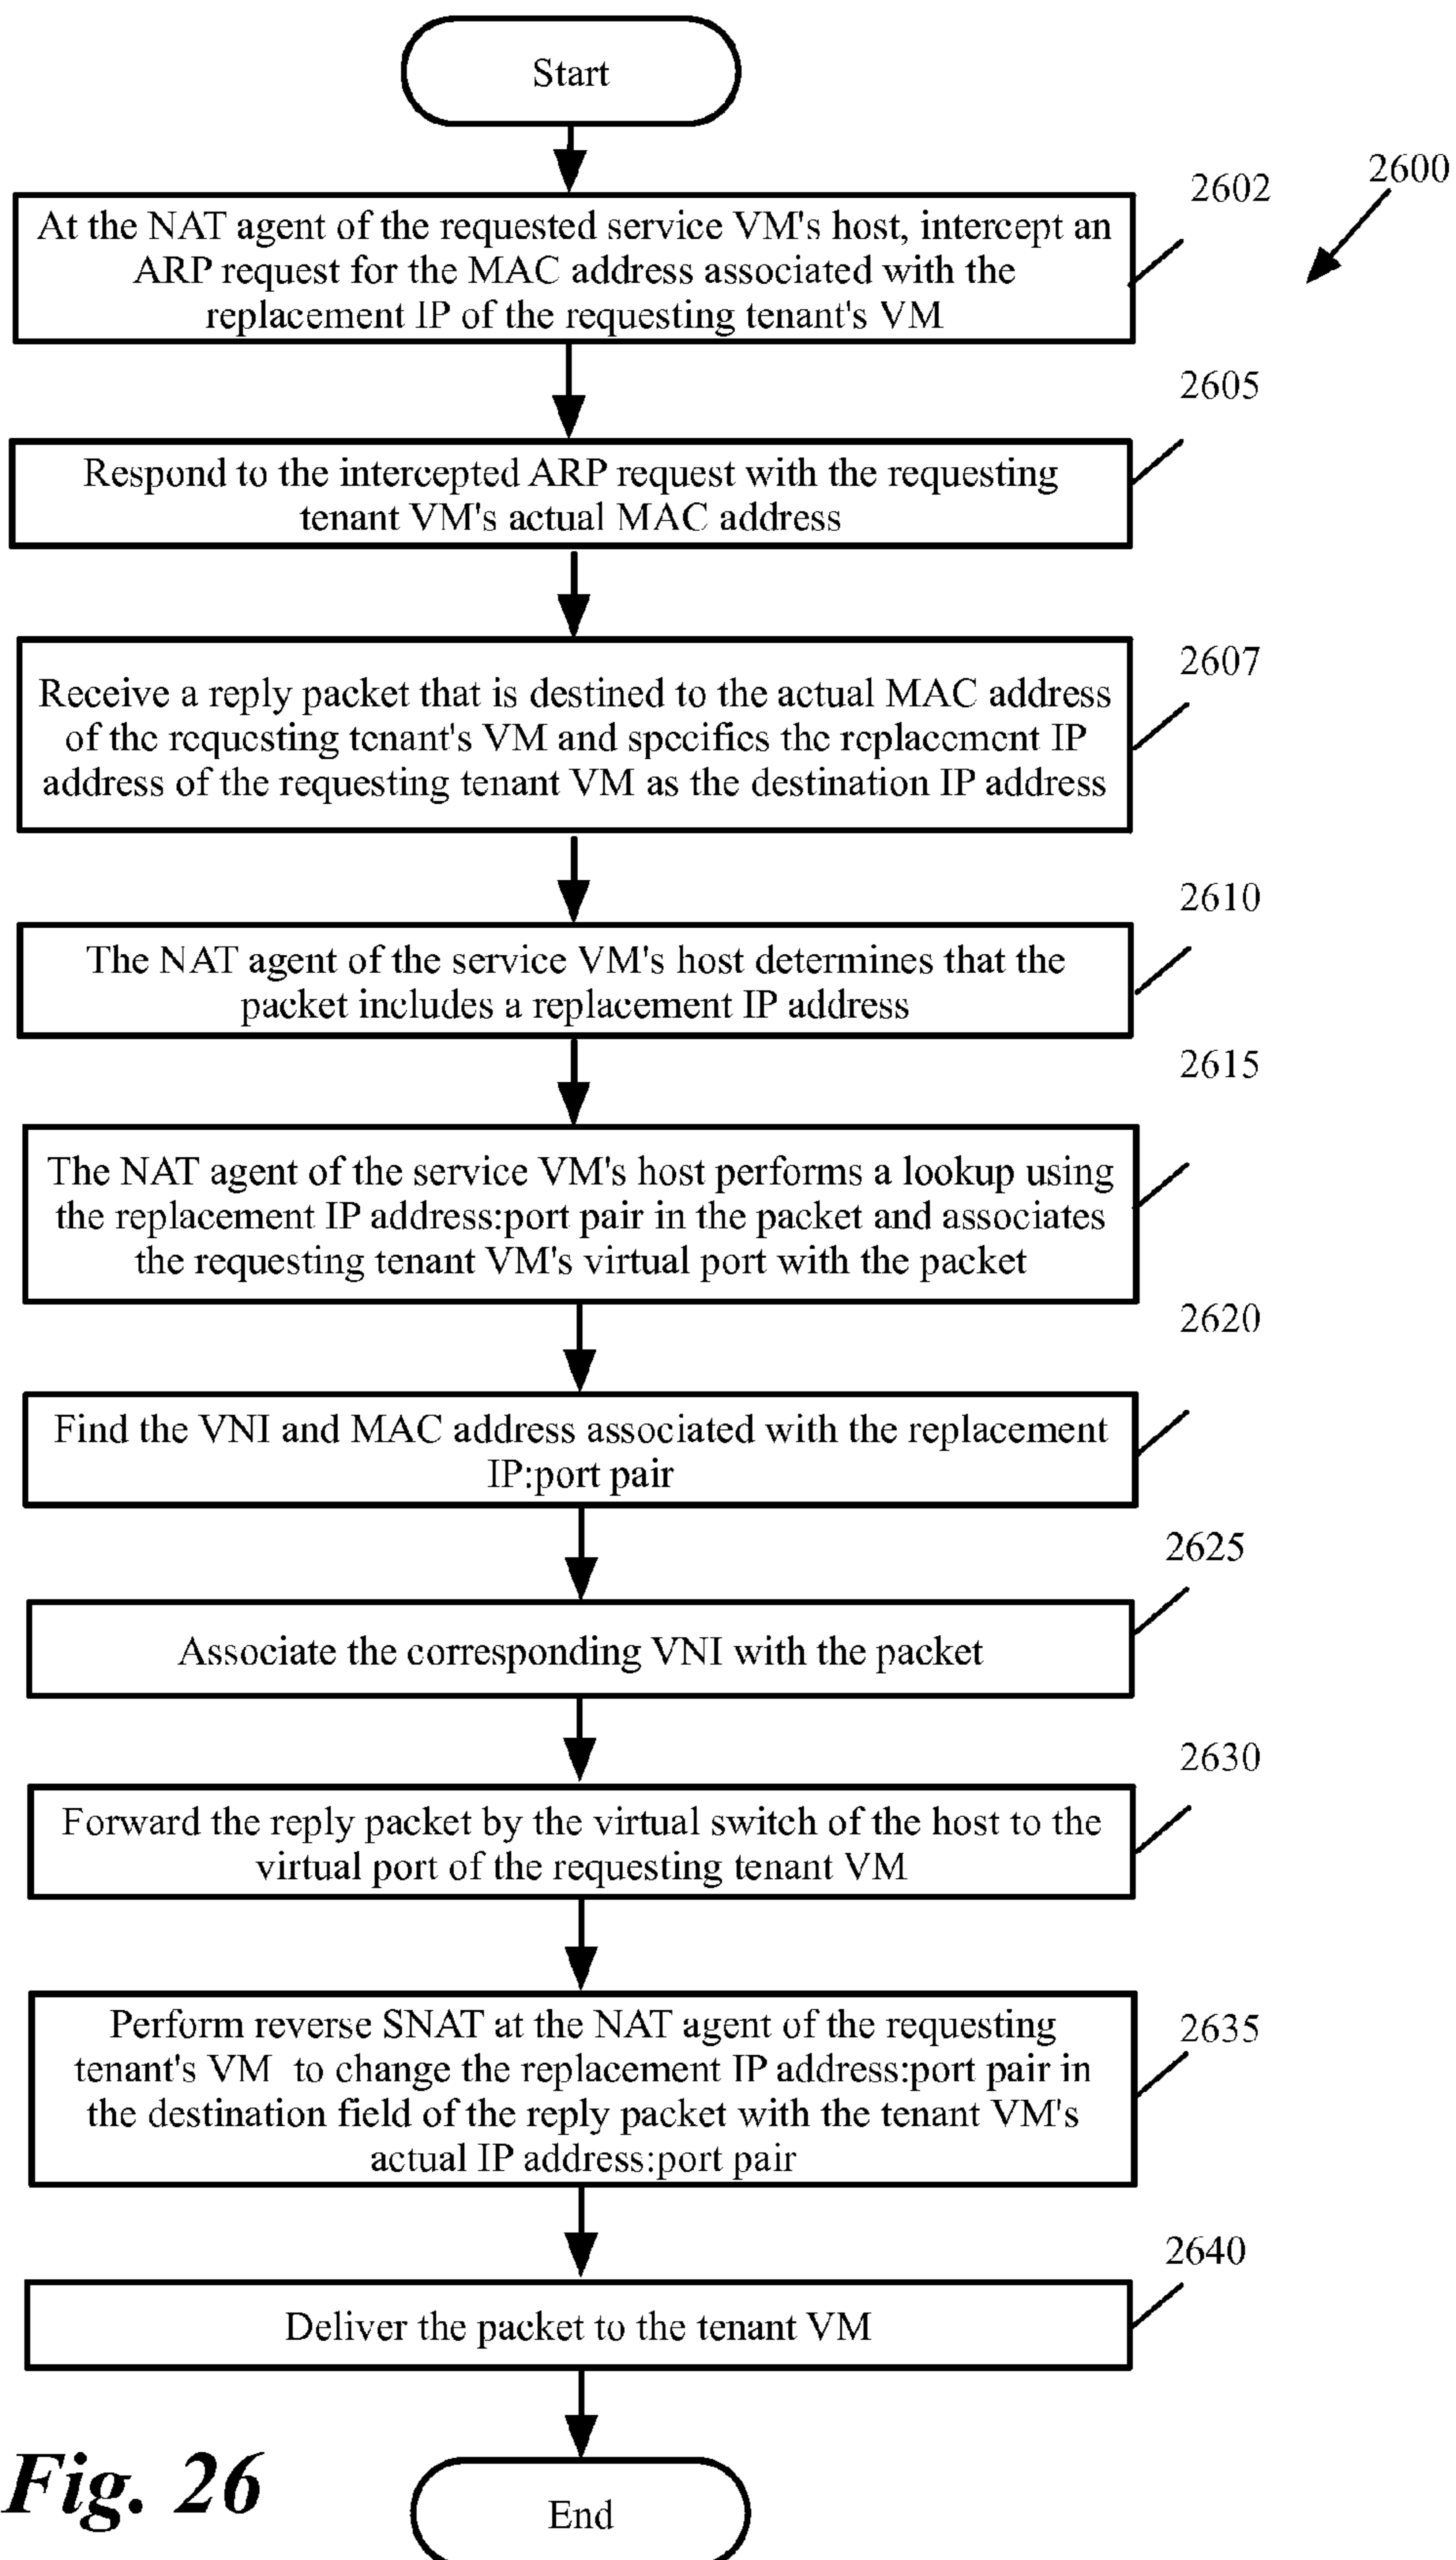 Start
2600
2602
At the NAT agent of the requested service VM's host, intercept an
ARP request for the MAC address associated with the
replacement IP of the requesting tenant's VM
2605
Respond to the intercepted ARP request with the requesting
tenant VM's actual MAC address
2607
Receive a reply packet that is destined to the actual MAC address
of the requesting tenant's VM and specifies the replacement IP
address of the requesting tenant VM as the destination IP address
2610
The NAT agent of the service VM's host determines that the
packet includes a replacement IP address
2615
The NAT agent of the service VM's host performs a lookup using
the replacement IP address:port pair in the packet and associates
the requesting tenant VM's virtual port with the packet
2620
Find the VNI and MAC address associated with the replacement
IP:port pair
2625
Associate the corresponding VNI with the packet
2630
Forward the reply packet by the virtual switch of the host to the
virtual port of the requesting tenant VM
2635
Perform reverse SNAT at the NAT agent of the requesting
tenant's VM to change the replacement IP address:port pair in
the destination field of the reply packet with the tenant VM's
actual IP address:port pair
2640
Deliver the packet to the tenant VM
Fig. 26
End